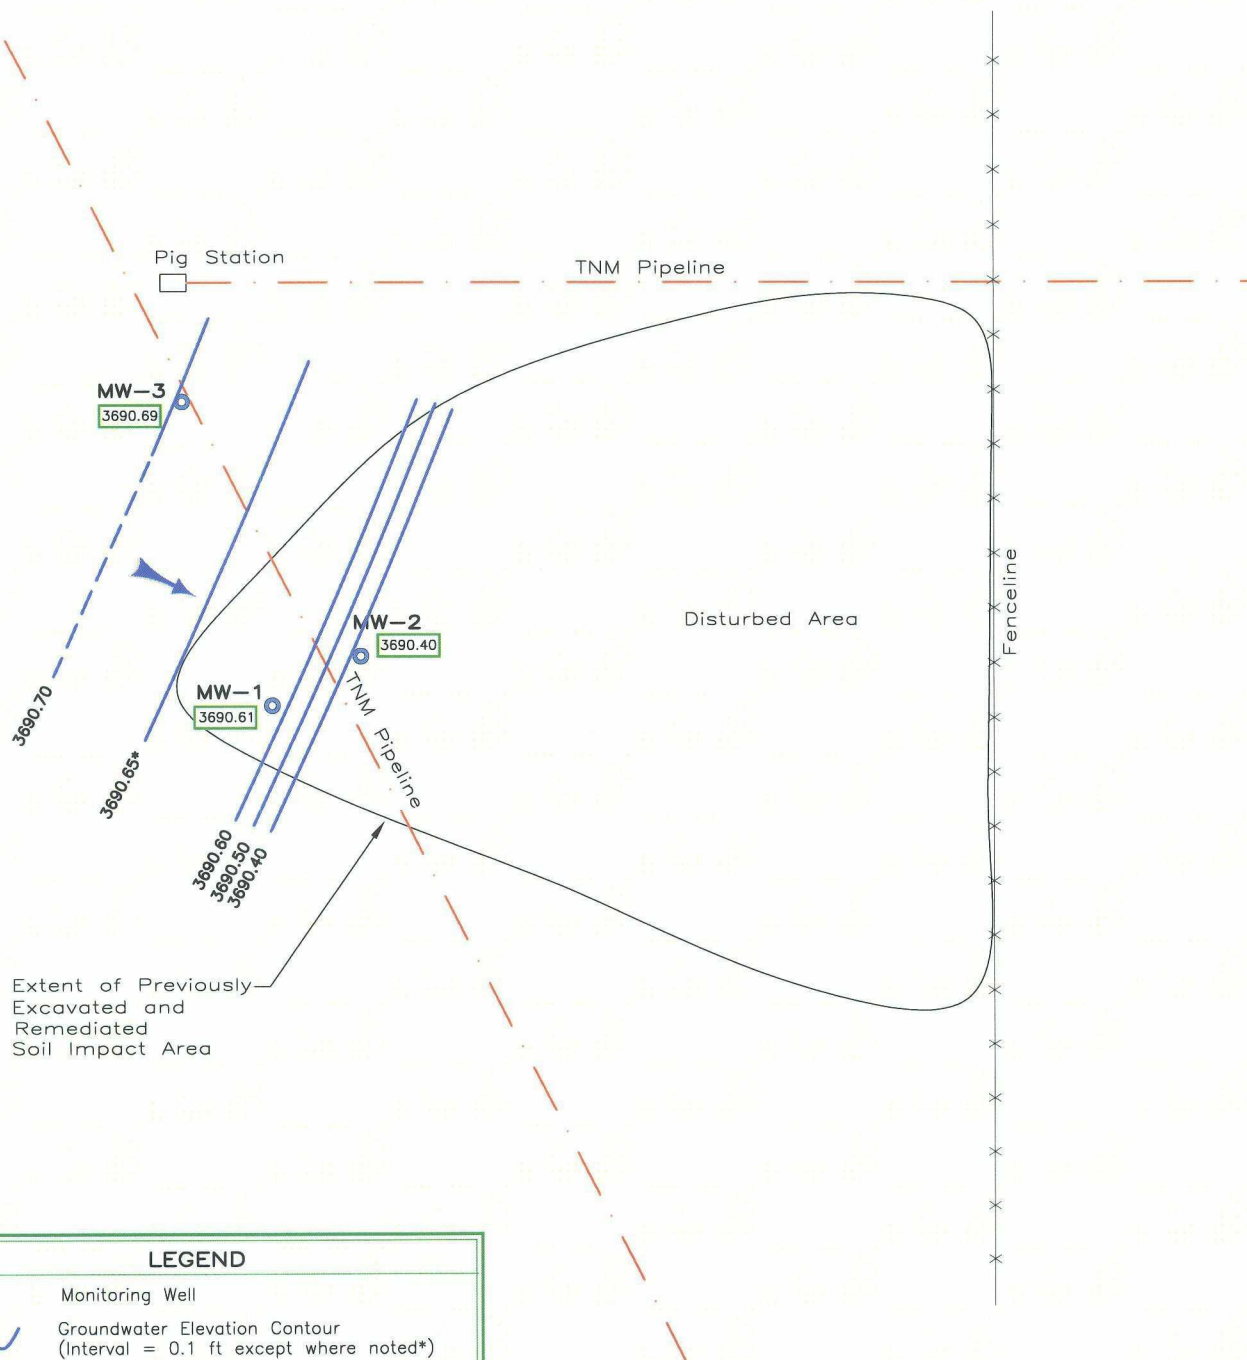 Pig Station
TNM Pipeline
MW-3
3690.69
MW-2
3690.40
Disturbed Area
Fenceline
MW-1
3690.61
TNM Pipeline
3690.70
3690.65*
3690.60
3690.50
3690.40
Extent of Previously
Excavated and
Remediated
Soil Impact Area
LEGEND
Monitoring Well
Groundwater Elevation Contour
(Interval = 0.1 ft except where noted*)